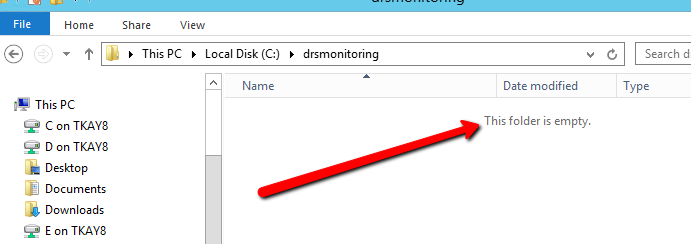 drsmonitoring
File Home Share View
This PC Local Disk (C:) drsmonitoring Search d
Name Date modified Type
This folder is empty.
This PC
C on TKAY8
D on TKAY8
Desktop
Documents
Downloads
E on TKAY8